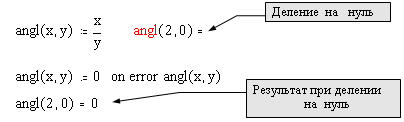 Деление на нуль
angl(x, y) := x/y angl(2,0) =
angl(x, y) := 0 on error angl(x, y)
angl(2,0) = 0
Результат при делении
на нуль